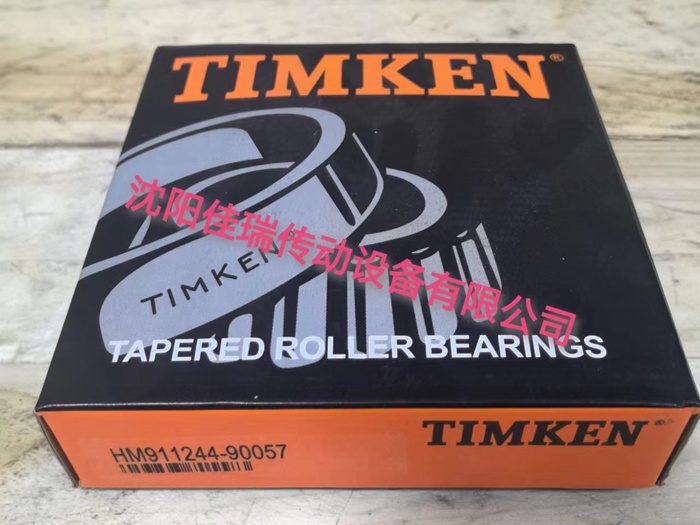 TIMKEN®
沈阳佳瑞传动设备有限公司
TIMKEN
TAPERED ROLLER BEARINGS
HM911244-90057
TIMKEN®